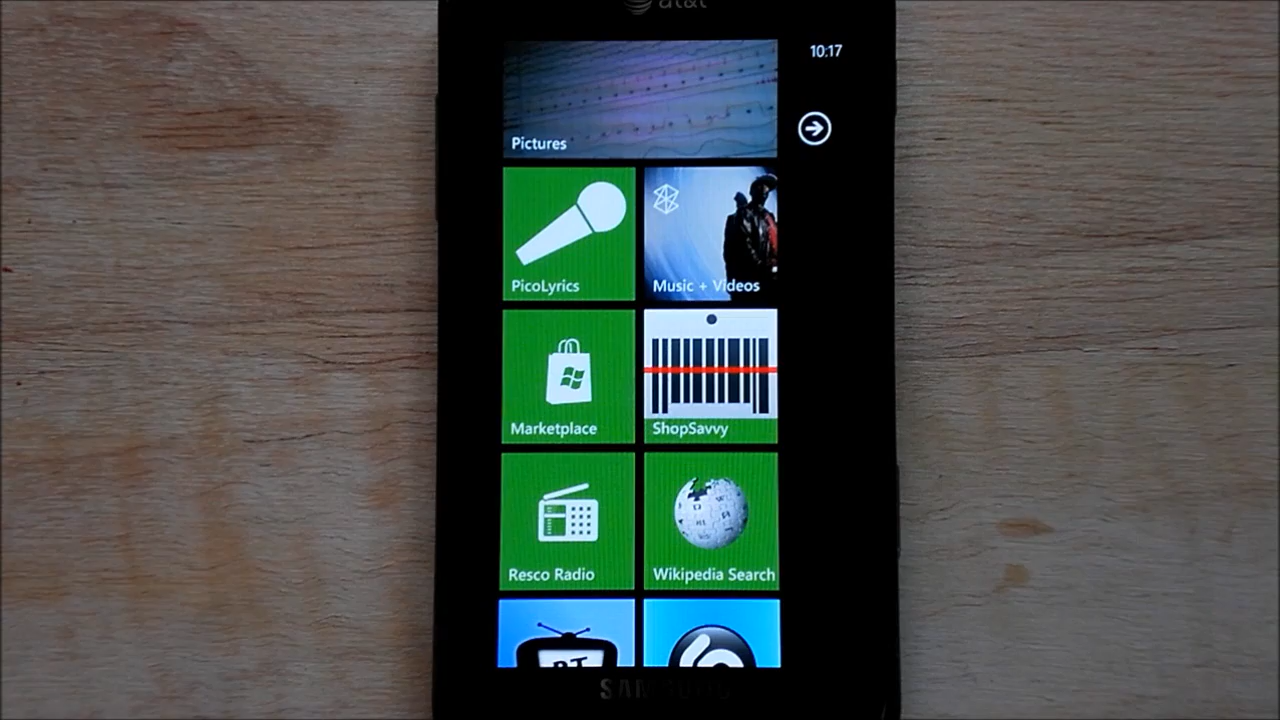 at&t
10:17
Pictures
PicoLyrics
Music + Videos
Marketplace
ShopSavvy
Resco Radio
Wikipedia Search
SAMSUNG